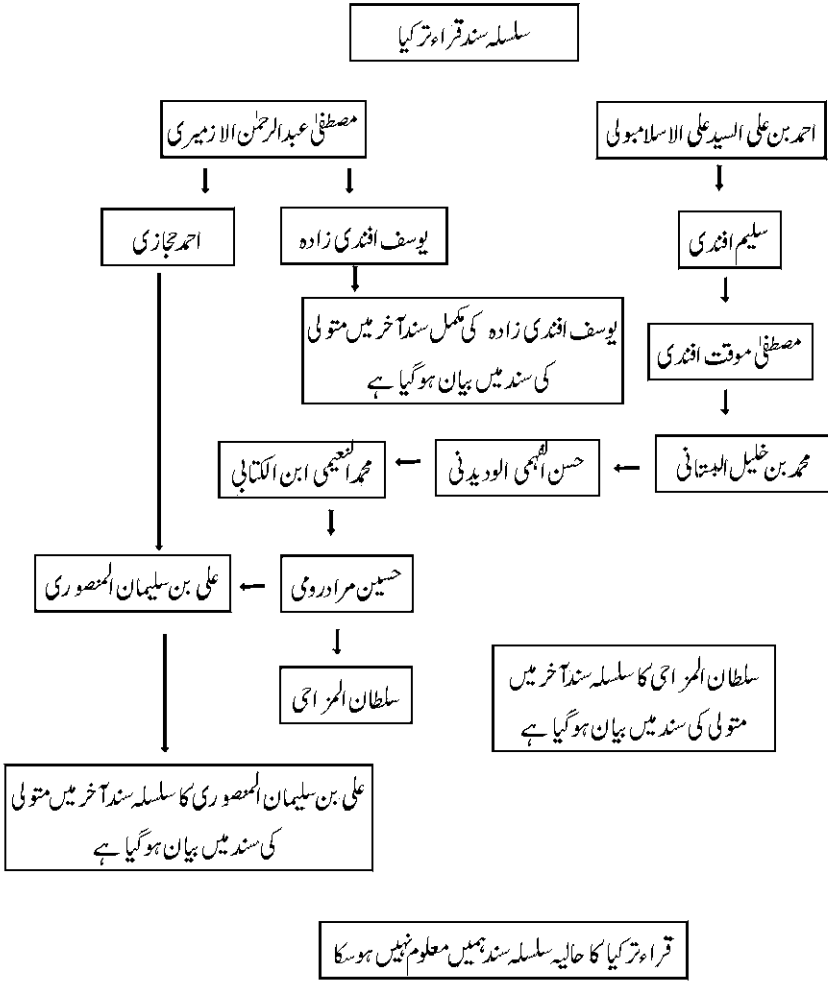 سلسلہ سند قراء ترکیا
احمد بن علی السید علی الاسلامبولی
مصطفیٰ عبدالرحمٰن الازمیری
سلیم افندی
یوسف افندی زادہ
احمد حجازی
یوسف افندی زادہ کی مکمل سند آخر میں متولی
کی سند میں بیان ہوگیا ہے
مصطفیٰ موقت افندی
محمد بن خلیل البستانی
حسن الفہمی الودیدنی
محمد النعیمی ابن الکتابی
حسین مراد رومی
علی بن سلیمان المنصوری
سلطان المزاحی
سلطان المزاحی کا سلسلہ سند آخر میں
متولی کی سند میں بیان ہوگیا ہے
علی بن سلیمان المنصوری کا سلسلہ سند آخر میں متولی
کی سند میں بیان ہوگیا ہے
قراء ترکیا کا حالیہ سلسلہ سند ہمیں معلوم نہیں ہوسکا